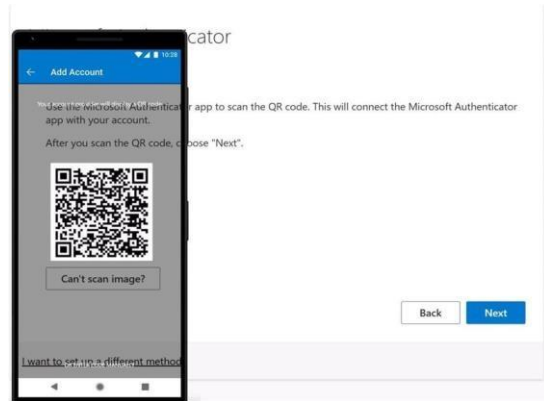 cator
10:28
← Add Account
Use the Microsoft Authenticator app to scan the QR code. This will connect the Microsoft Authenticator
app with your account.
After you scan the QR code, choose "Next".
Can't scan image?
Back
Next
I want to set up a different method